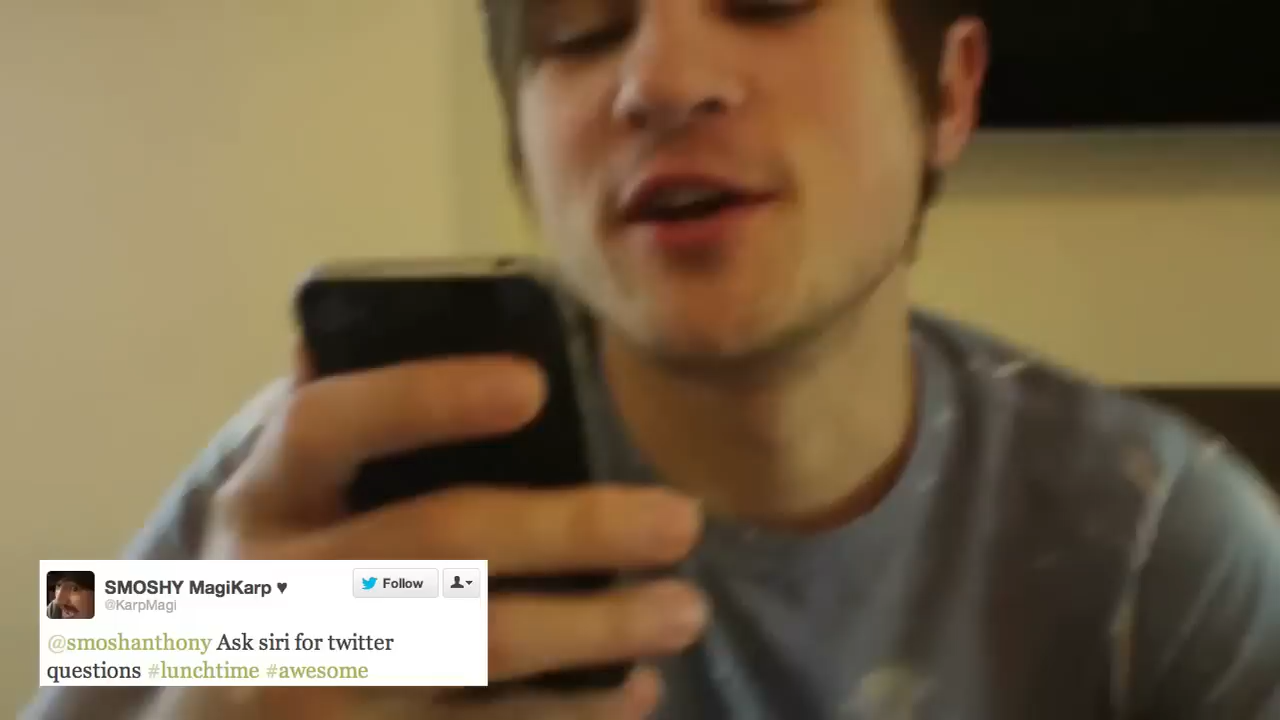 SMOSHY MagiKarp ♥
Follow
@KarpMagi
@smoshanthony Ask siri for twitter
questions #lunchtime #awesome